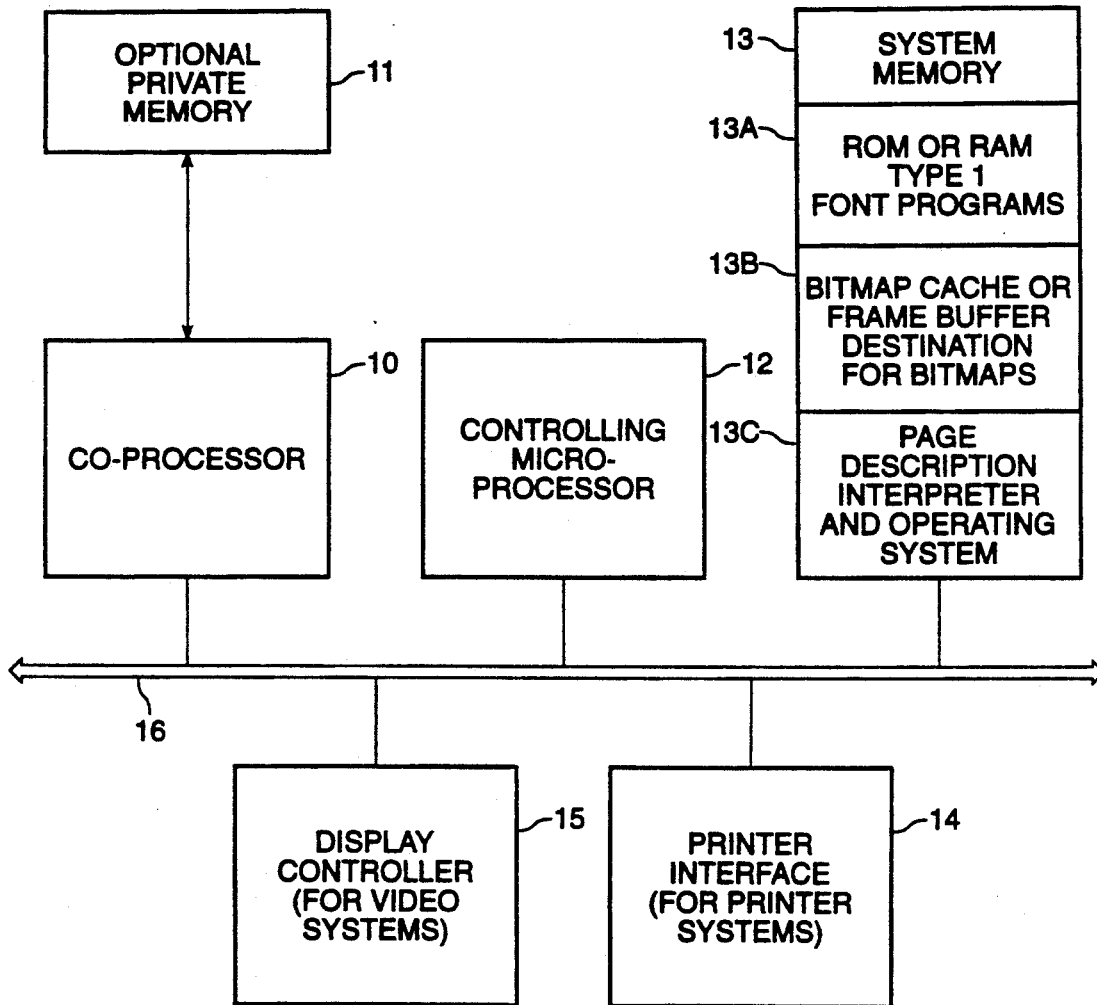 OPTIONAL
PRIVATE
MEMORY
11
13
SYSTEM
MEMORY
13A
ROM OR RAM
TYPE 1
FONT PROGRAMS
13B
BITMAP CACHE OR
FRAME BUFFER
DESTINATION
FOR BITMAPS
10
CO-PROCESSOR
12
CONTROLLING
MICRO-
PROCESSOR
13C
PAGE
DESCRIPTION
INTERPRETER
AND OPERATING
SYSTEM
16
15
DISPLAY
CONTROLLER
(FOR VIDEO
SYSTEMS)
14
PRINTER
INTERFACE
(FOR PRINTER
SYSTEMS)